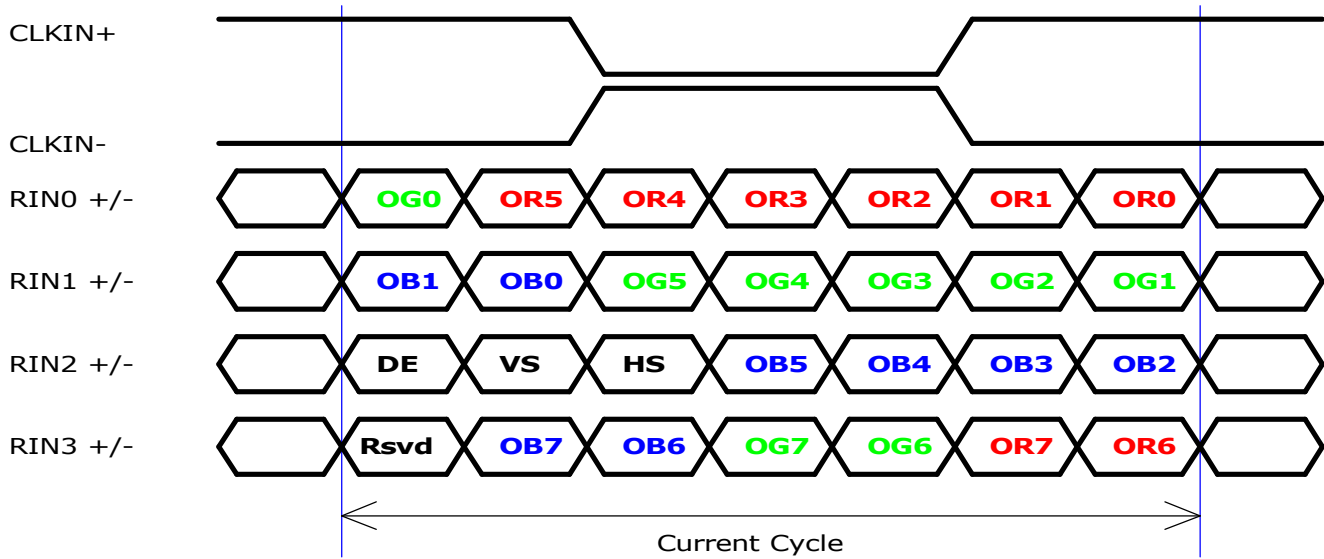 CLKIN+
CLKIN-
RIN0 +/- OG0 OR5 OR4 OR3 OR2 OR1 OR0
RIN1 +/- OB1 OB0 OG5 OG4 OG3 OG2 OG1
RIN2 +/- DE VS HS OB5 OB4 OB3 OB2
RIN3 +/- Rsvd OB7 OB6 OG7 OG6 OR7 OR6
Current Cycle